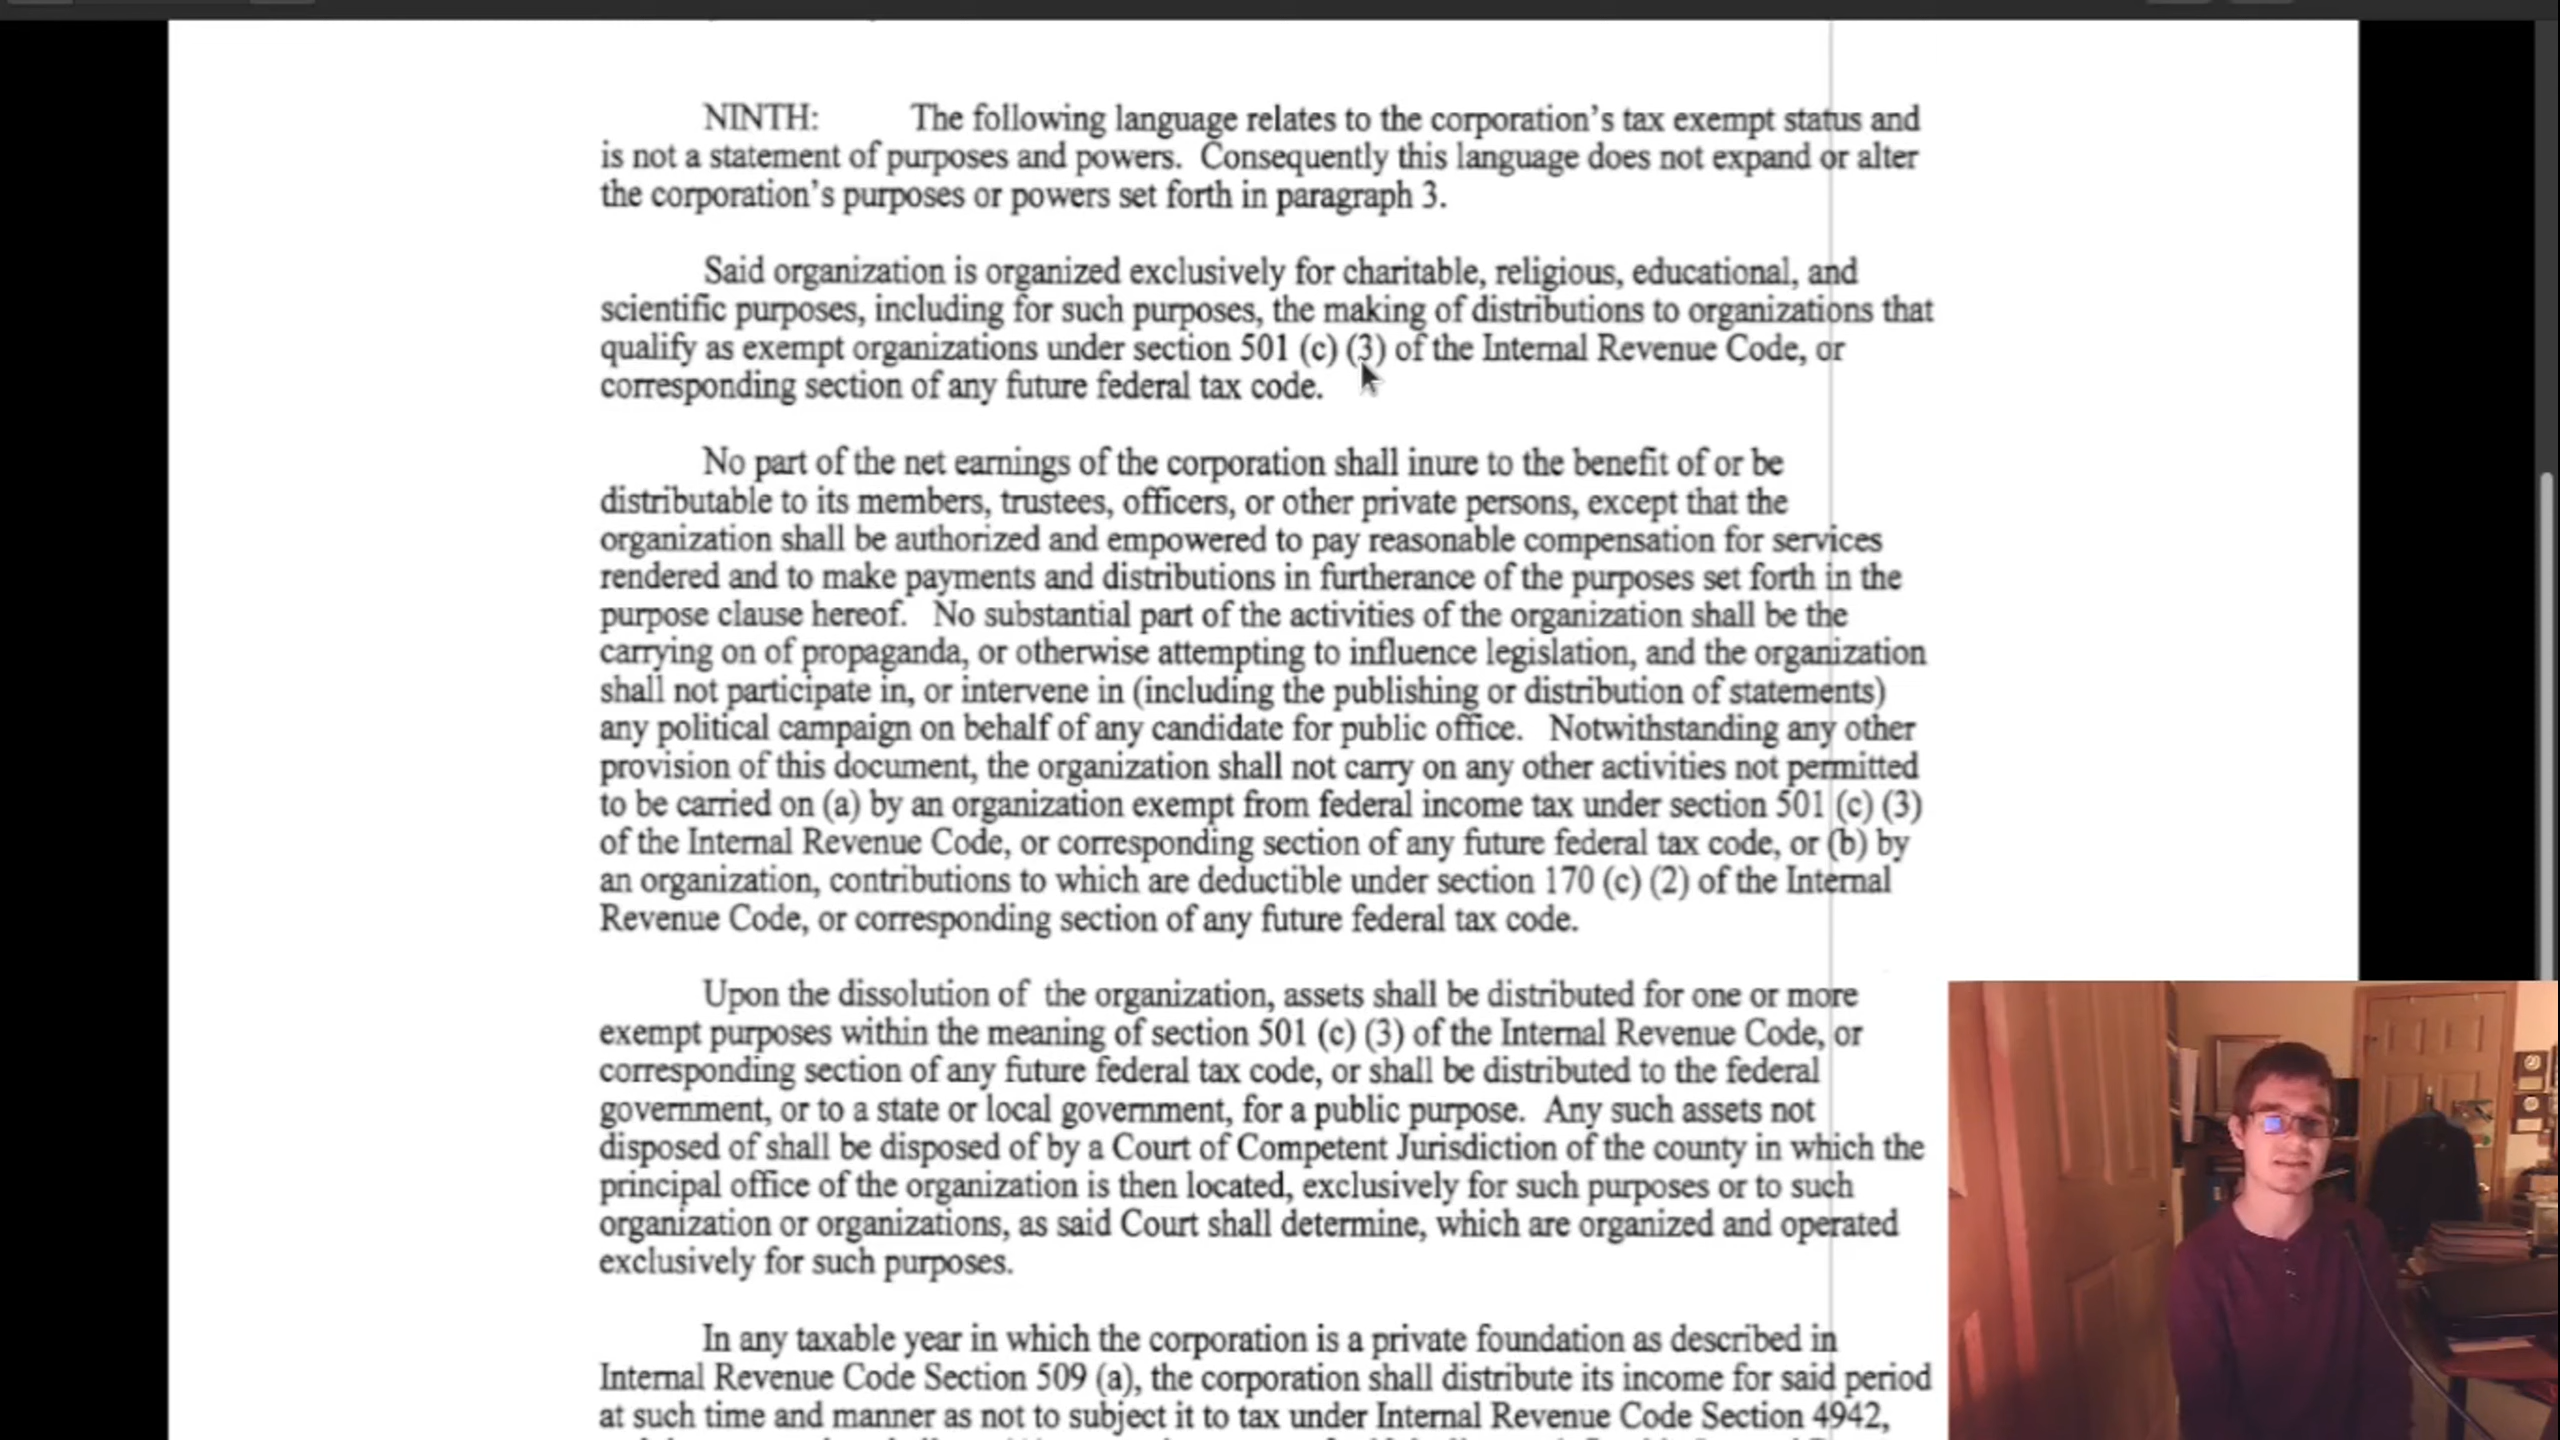 NINTH: The following language relates to the corporation's tax exempt status and
is not a statement of purposes and powers. Consequently this language does not expand or alter
the corporation's purposes or powers set forth in paragraph 3.
Said organization is organized exclusively for charitable, religious, educational, and
scientific purposes, including for such purposes, the making of distributions to organizations that
qualify as exempt organizations under section 501 (c) (3) of the Internal Revenue Code, or
corresponding section of any future federal tax code.
No part of the net earnings of the corporation shall inure to the benefit of or be
distributable to its members, trustees, officers, or other private persons, except that the
organization shall be authorized and empowered to pay reasonable compensation for services
rendered and to make payments and distributions in furtherance of the purposes set forth in the
purpose clause hereof. No substantial part of the activities of the organization shall be the
carrying on of propaganda, or otherwise attempting to influence legislation, and the organization
shall not participate in, or intervene in (including the publishing or distribution of statements)
any political campaign on behalf of any candidate for public office. Notwithstanding any other
provision of this document, the organization shall not carry on any other activities not permitted
to be carried on (a) by an organization exempt from federal income tax under section 501 (c) (3)
of the Internal Revenue Code, or corresponding section of any future federal tax code, or (b) by
an organization, contributions to which are deductible under section 170 (c) (2) of the Internal
Revenue Code, or corresponding section of any future federal tax code.
Upon the dissolution of the organization, assets shall be distributed for one or more
exempt purposes within the meaning of section 501 (c) (3) of the Internal Revenue Code, or
corresponding section of any future federal tax code, or shall be distributed to the federal
government, or to a state or local government, for a public purpose. Any such assets not
disposed of shall be disposed of by a Court of Competent Jurisdiction of the county in which the
principal office of the organization is then located, exclusively for such purposes or to such
organization or organizations, as said Court shall determine, which are organized and operated
exclusively for such purposes.
In any taxable year in which the corporation is a private foundation as described in
Internal Revenue Code Section 509 (a), the corporation shall distribute its income for said period
at such time and manner as not to subject it to tax under Internal Revenue Code Section 4942,